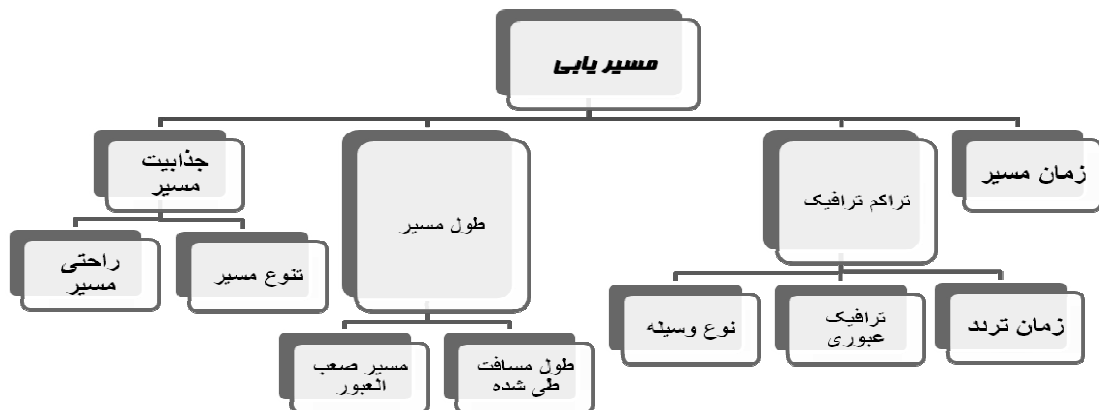 مسیر یابی
زمان مسیر
تراکم ترافیک
طول مسیر
جذابیت
مسیر
زمان تردد
ترافیک
عبوری
نوع وسیله
طول مسافت
طی شده
مسیر صعب
العبور
تنوع مسیر
راحتی
مسیر